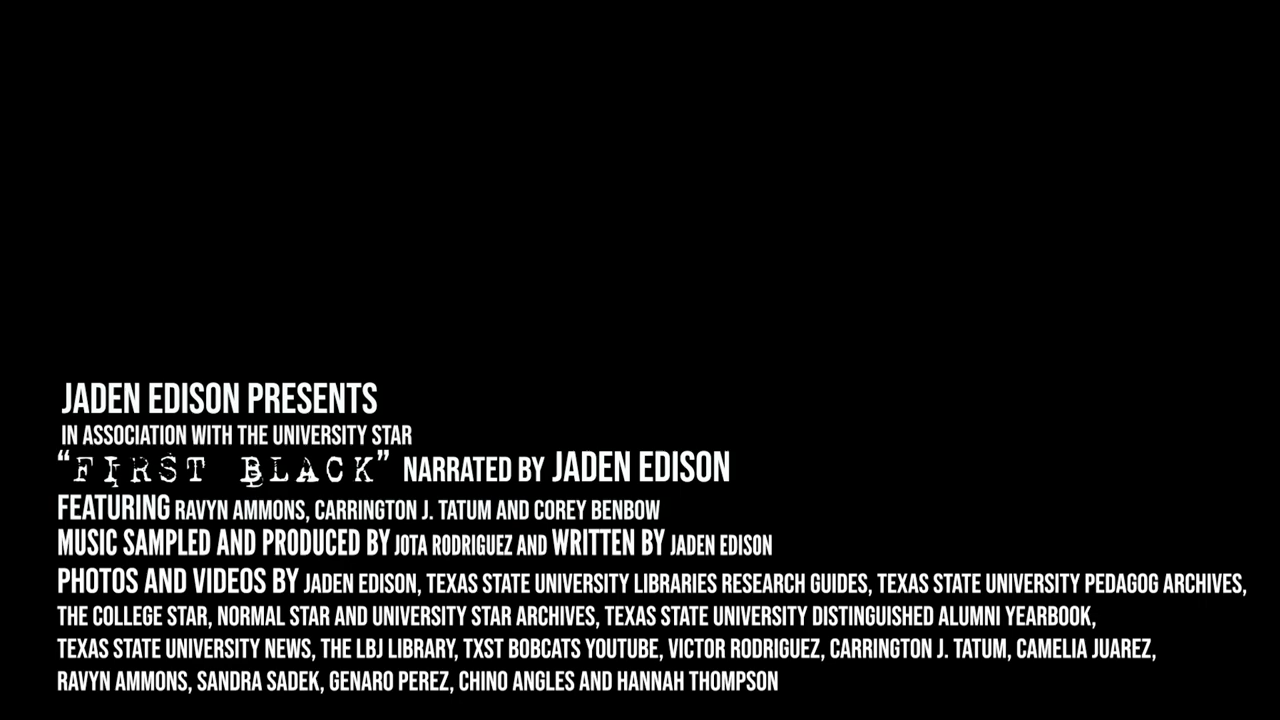 JADEN EDISON PRESENTS
IN ASSOCIATION WITH THE UNIVERSITY STAR
“FIRST BLACK” NARRATED BY JADEN EDISON
FEATURING RAVYN AMMONS, CARRINGTON J. TATUM AND COREY BENBOW
MUSIC SAMPLED AND PRODUCED BY JOTA RODRIGUEZ AND WRITTEN BY JADEN EDISON
PHOTOS AND VIDEOS BY JADEN EDISON, TEXAS STATE UNIVERSITY LIBRARIES RESEARCH GUIDES, TEXAS STATE UNIVERSITY PEDAGOG ARCHIVES,
THE COLLEGE STAR, NORMAL STAR AND UNIVERSITY STAR ARCHIVES, TEXAS STATE UNIVERSITY DISTINGUISHED ALUMNI YEARBOOK,
TEXAS STATE UNIVERSITY NEWS, THE LBJ LIBRARY, TXST BOBCATS YOUTUBE, VICTOR RODRIGUEZ, CARRINGTON J. TATUM, CAMELIA JUAREZ,
RAVYN AMMONS, SANDRA SADEK, GENARO PEREZ, CHINO ANGLES AND HANNAH THOMPSON